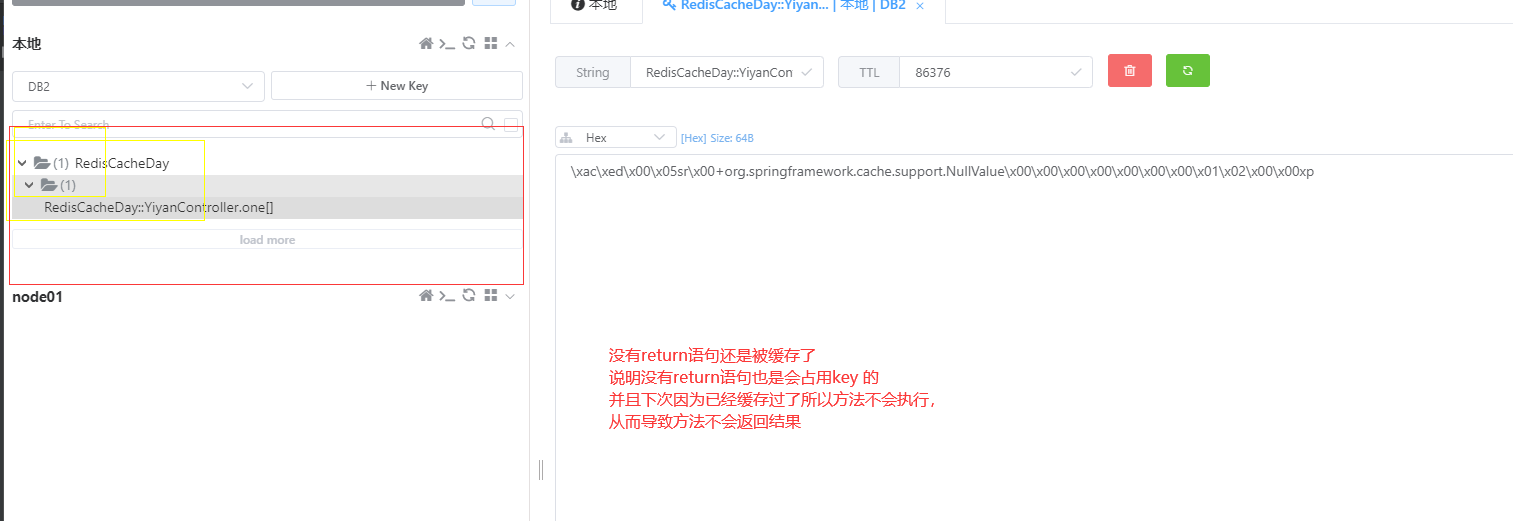 本地
DB2
+ New Key
Enter To Search
(1) RedisCacheDay
(1)
RedisCacheDay::YiyanController.one[]
load more
node01
本地
RedisCacheDay::Yiyan... | 本地 | DB2 ×
String
RedisCacheDay::YiyanCon
TTL
86376
Hex
[Hex] Size: 64B
\xac\xed\x00\x05sr\x00+org.springframework.cache.support.NullValue\x00\x00\x00\x00\x00\x00\x00\x01\x02\x00\x00xp
没有return语句还是被缓存了
说明没有return语句也是会占用key 的
并且下次因为已经缓存过了所以方法不会执行，
从而导致方法不会返回结果